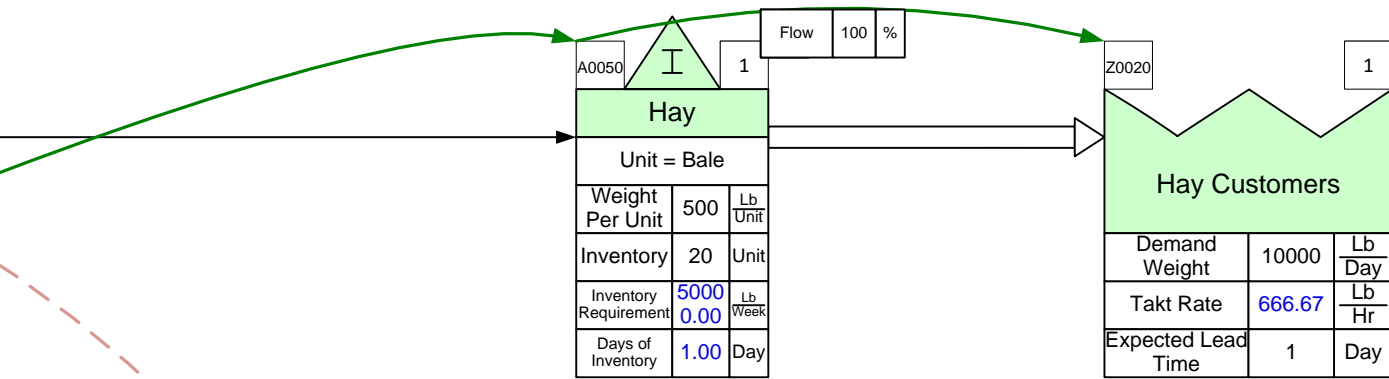 Flow 100 %
A0050 I 1
Z0020 1
Hay
Unit = Bale
Weight
Per Unit 500 Lb
Unit
Inventory 20 Unit
Inventory
Requirement 5000
0.00 Lb
Week
Days of
Inventory 1.00 Day
Hay Customers
Demand
Weight 10000 Lb
Day
Takt Rate 666.67 Lb
Hr
Expected Lead
Time 1 Day